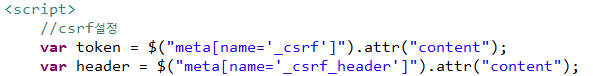 <script>
//csrf설정
var token = $("meta[name='_csrf']").attr("content");
var header = $("meta[name='_csrf_header']").attr("content");